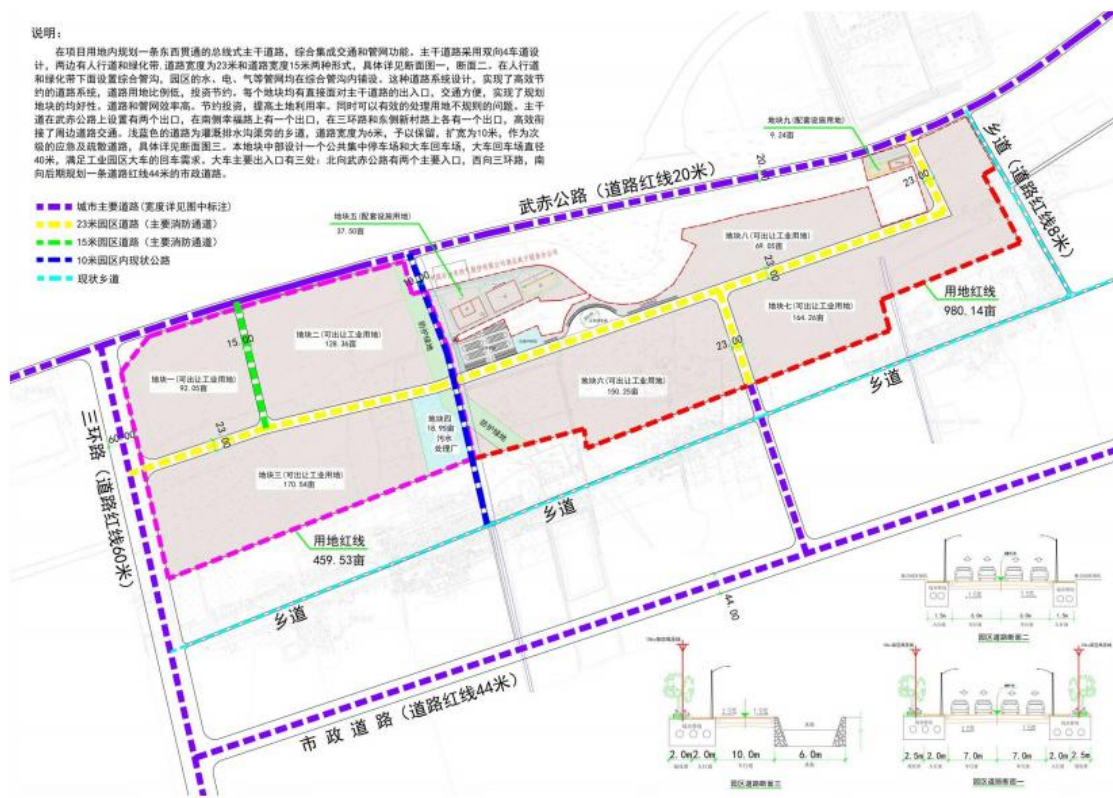 说明：
在项目用地内规划一条东西贯通的总线式主干道路，综合集成交通和管网功能。主干道路采用双向4车道设
计，两边有人行道和绿化带，道路宽度为23米和道路宽度15米两种形式，具体详见断面图一，断面二。在人行道
和绿化带下面设置综合管沟，园区的水、电、气等管网均在综合管沟内铺设。这种道路系统设计，实现了高效节
约的道路系统，道路用地比例低，投资节约。每个地块均有直接面对主干道路的出入口，交通方便，实现了规划
地块的均好性。道路和管网效率高。节约投资，提高土地利用率。同时可以有效的处理用地不规则的问题。主干
道在武赤公路上设置有两个出口，在南侧幸福路上有一个出口，在三环路和东侧新村路上各有一个出口，高效衔
接了周边道路交通。浅蓝色的道路为灌溉排水沟渠旁的乡道，道路宽度为6米，予以保留，扩宽为10米，作为次
级的应急及疏散道路，具体详见断面图三。本地块中部设计一个公共集中停车场和大车回车场，大车回车场直径
40米，满足工业园区大车的回车需求。大车主要出入口有三处：北向武赤公路有两个主要入口，西向三环路，南
向后期规划一条道路红线44米的市政道路。
城市主要道路（宽度详见图中标注）
23米园区道路（主要消防通道）
15米园区道路（主要消防通道）
10米园区内现状公路
现状乡道
武赤公路（道路红线20米）
20.00
地块九(配套设施用地)
9.24亩
乡道（道路红线8米）
地块五(配套设施用地)
37.50亩
地块八(可出让工业用地)
69.05亩
23.00
23.00
10.00
防护绿地
地块七(可出让工业用地)
164.26亩
用地红线
980.14亩
地块二(可出让工业用地)
128.36亩
15.00
23.00
地块一(可出让工业用地)
92.05亩
地块六(可出让工业用地)
150.25亩
乡道
三环路（道路红线60米）
60.00
23.00
地块四
18.95亩
污水
处理厂
防护绿地
地块三(可出让工业用地)
170.54亩
乡道
用地红线
459.53亩
乡道
44.00
市政道路（道路红线44米）
1.5m 6.0m 6.0m 1.5m
园区道路断面二
2.0m 2.0m 10.0m 6.0m
园区道路断面三
2.5m 2.0m 7.0m 7.0m 2.0m 2.5m
园区道路断面一